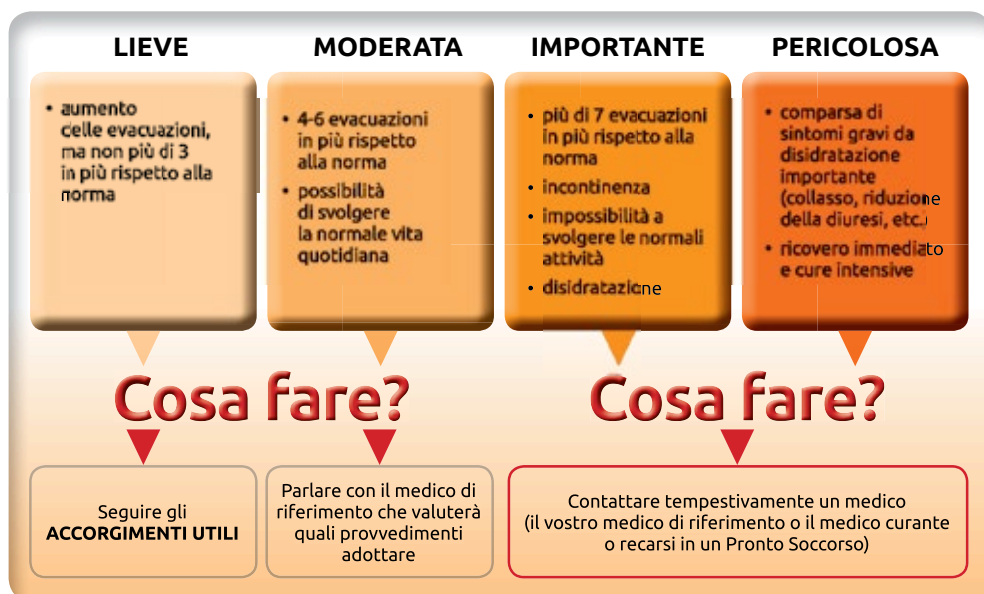 LIEVE
MODERATA
IMPORTANTE
PERICOLOSA
• aumento
delle evacuazioni,
ma non più di 3
in più rispetto alla
norma
• 4-6 evacuazioni
in più rispetto
alla norma
• possibilità
di svolgere
la normale vita
quotidiana
• più di 7 evacuazioni
in più rispetto alla
norma
• incontinenza
• impossibilità a
svolgere le normali
attività
• disidratazione
• comparsa di
sintomi gravi da
disidratazione
importante
(collasso, riduzione
della diuresi, etc.)
• ricovero immediato
e cure intensive
Cosa fare?
Cosa fare?
Seguire gli
ACCORGIMENTI UTILI
Parlare con il medico di
riferimento che valuterà
quali provvedimenti
adottare
Contattare tempestivamente un medico
(il vostro medico di riferimento o il medico curante
o recarsi in un Pronto Soccorso)